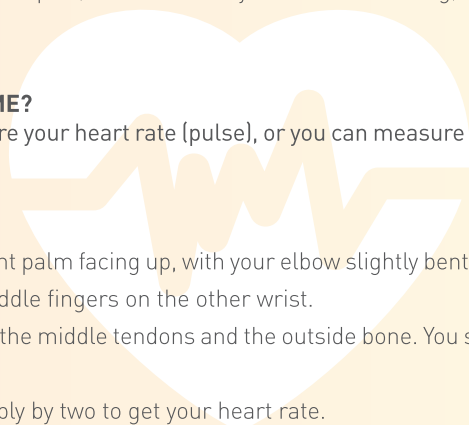 ME?
re your heart rate (pulse), or you can measure
nt palm facing up, with your elbow slightly bent
ddle fingers on the other wrist.
the middle tendons and the outside bone. You s
ply by two to get your heart rate.